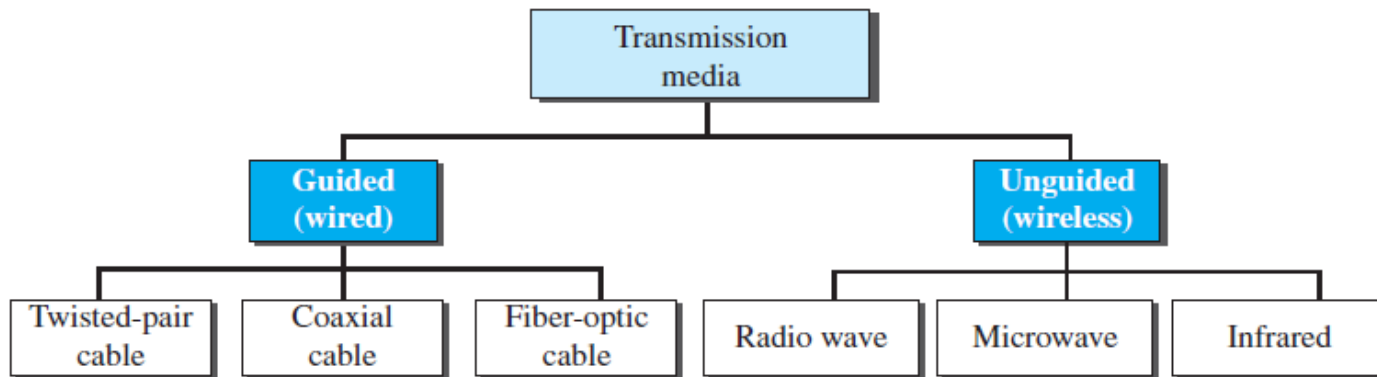 Transmission
media
Guided
(wired)
Unguided
(wireless)
Twisted-pair
cable
Coaxial
cable
Fiber-optic
cable
Radio wave
Microwave
Infrared